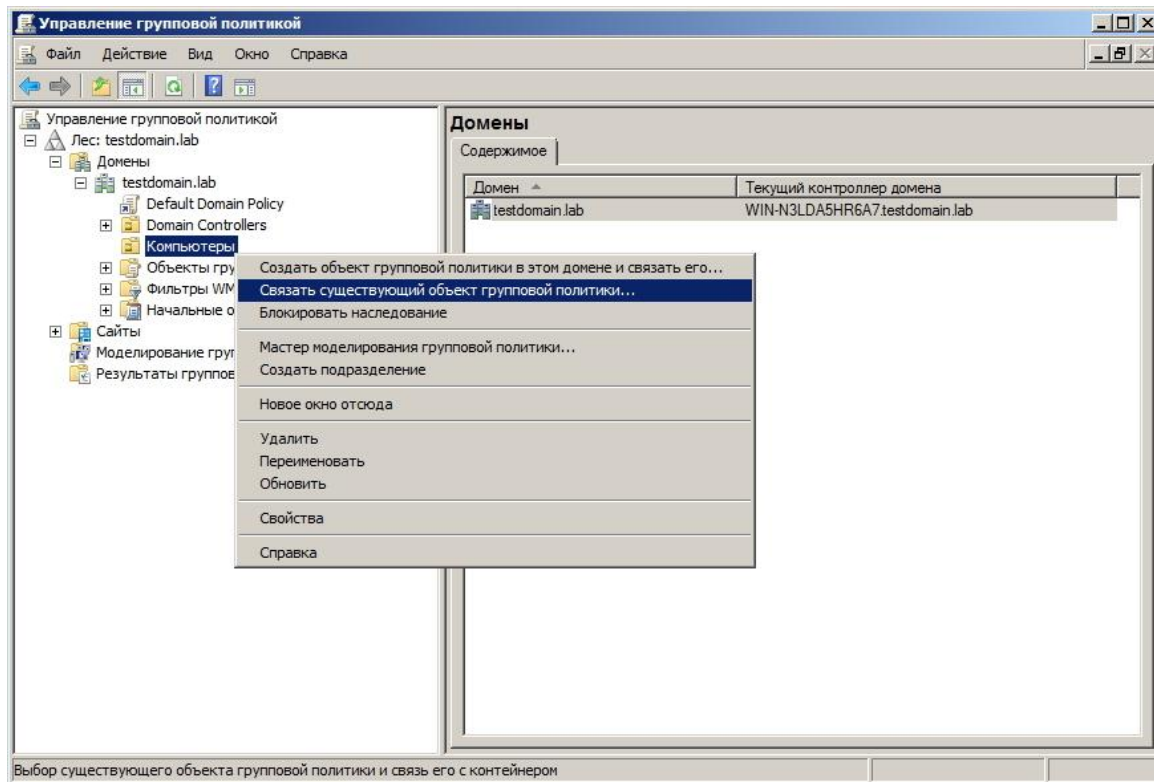 Управление групповой политикой
Файл Действие Вид Окно Справка
Управление групповой политикой
Лес: testdomain.lab
Домены
testdomain.lab
Default Domain Policy
Domain Controllers
Компьютеры
Объекты гру
Фильтры WM
Начальные о
Сайты
Моделирование груп
Результаты группов
Домены
Содержимое
Домен Текущий контроллер домена
testdomain.lab WIN-N3LDA5HR6A7.testdomain.lab
Создать объект групповой политики в этом домене и связать его...
Связать существующий объект групповой политики...
Блокировать наследование
Мастер моделирования групповой политики...
Создать подразделение
Новое окно отсюда
Удалить
Переименовать
Обновить
Свойства
Справка
Выбор существующего объекта групповой политики и связь его с контейнером